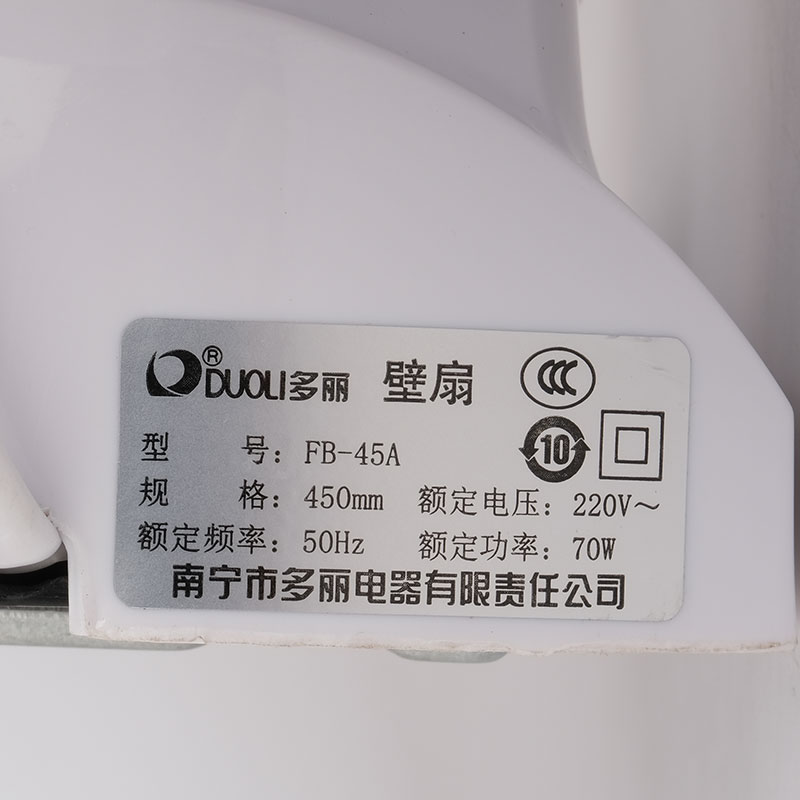 ®DUOLI多丽 壁扇 CCC
型 号：FB-45A 10
规 格：450mm 额定电压：220V～
额定频率：50Hz 额定功率：70W
南宁市多丽电器有限责任公司